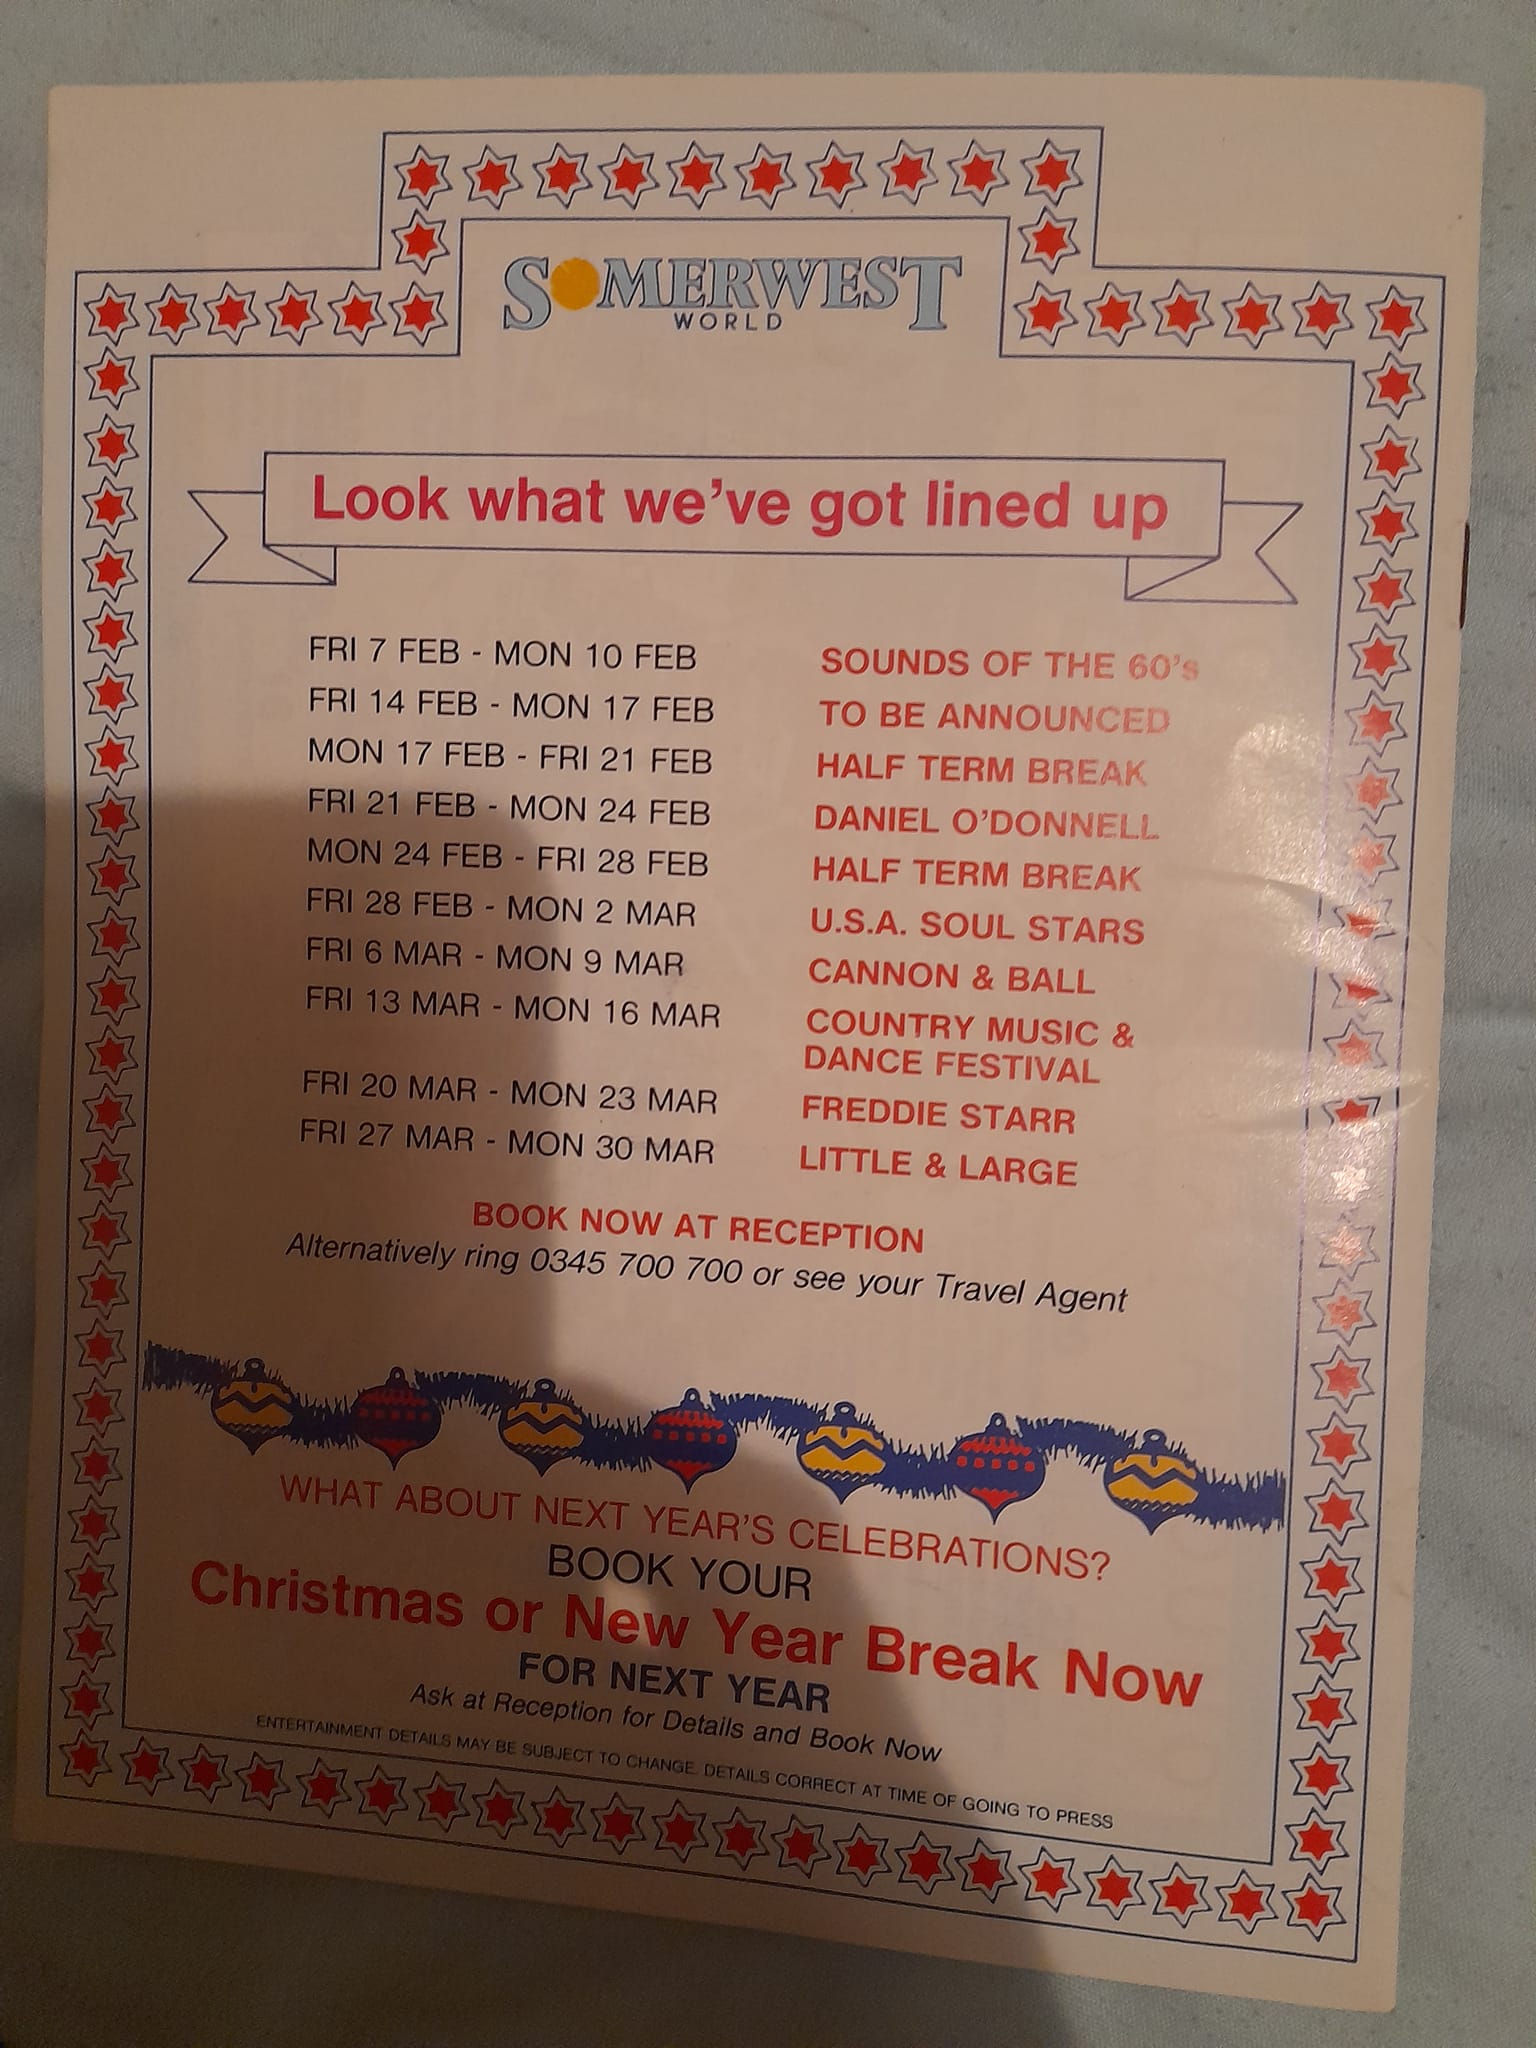 SOMERWEST
WORLD
Look what we've got lined up
FRI 7 FEB - MON 10 FEB SOUNDS OF THE 60's
FRI 14 FEB - MON 17 FEB TO BE ANNOUNCED
MON 17 FEB - FRI 21 FEB HALF TERM BREAK
FRI 21 FEB - MON 24 FEB DANIEL O'DONNELL
MON 24 FEB - FRI 28 FEB HALF TERM BREAK
FRI 28 FEB - MON 2 MAR U.S.A. SOUL STARS
FRI 6 MAR - MON 9 MAR CANNON & BALL
FRI 13 MAR - MON 16 MAR COUNTRY MUSIC &
DANCE FESTIVAL
FRI 20 MAR - MON 23 MAR FREDDIE STARR
FRI 27 MAR - MON 30 MAR LITTLE & LARGE
BOOK NOW AT RECEPTION
Alternatively ring 0345 700 700 or see your Travel Agent
WHAT ABOUT NEXT YEAR'S CELEBRATIONS?
BOOK YOUR
Christmas or New Year Break Now
FOR NEXT YEAR
Ask at Reception for Details and Book Now
ENTERTAINMENT DETAILS MAY BE SUBJECT TO CHANGE. DETAILS CORRECT AT TIME OF GOING TO PRESS